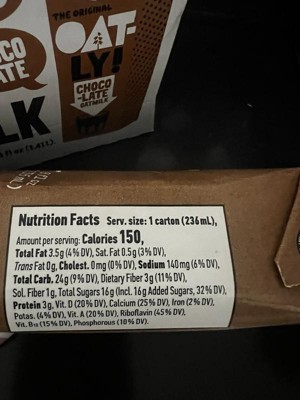 THE ORIGINAL
OAT-
LY!
CHOCO
-LATE
OATMILK
OCO
ATE
LK
Nutrition Facts Serv. size: 1 carton (236mL),
Amount per serving: Calories 150,
Total Fat 3.5g (4% DV), Sat. Fat 0.5g (3% DV),
Trans Fat 0g, Cholest. 0mg (0% DV), Sodium 140mg (6% DV),
Total Carb. 24g (9% DV), Dietary Fiber 3g (11% DV),
Sol. Fiber 1g, Total Sugars 16g (Incl. 16g Added Sugars, 32% DV),
Protein 3g, Vit. D (20% DV), Calcium (25% DV), Iron (2% DV),
Potas. (4% DV), Vit. A (20% DV), Riboflavin (45% DV),
Vit. B12 (15% DV), Phosphorous (10% DV).